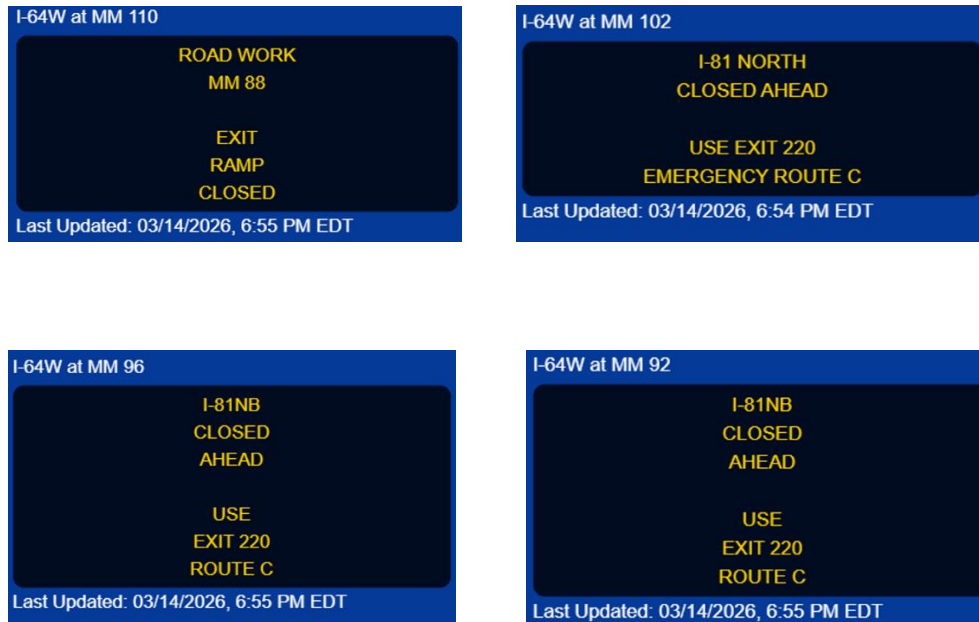 I-64W at MM 110
ROAD WORK
MM 88
EXIT
RAMP
CLOSED
Last Updated: 03/14/2026, 6:55 PM EDT
I-64W at MM 102
I-81 NORTH
CLOSED AHEAD
USE EXIT 220
EMERGENCY ROUTE C
Last Updated: 03/14/2026, 6:54 PM EDT
I-64W at MM 96
I-81NB
CLOSED
AHEAD
USE
EXIT 220
ROUTE C
Last Updated: 03/14/2026, 6:55 PM EDT
I-64W at MM 92
I-81NB
CLOSED
AHEAD
USE
EXIT 220
ROUTE C
Last Updated: 03/14/2026, 6:55 PM EDT